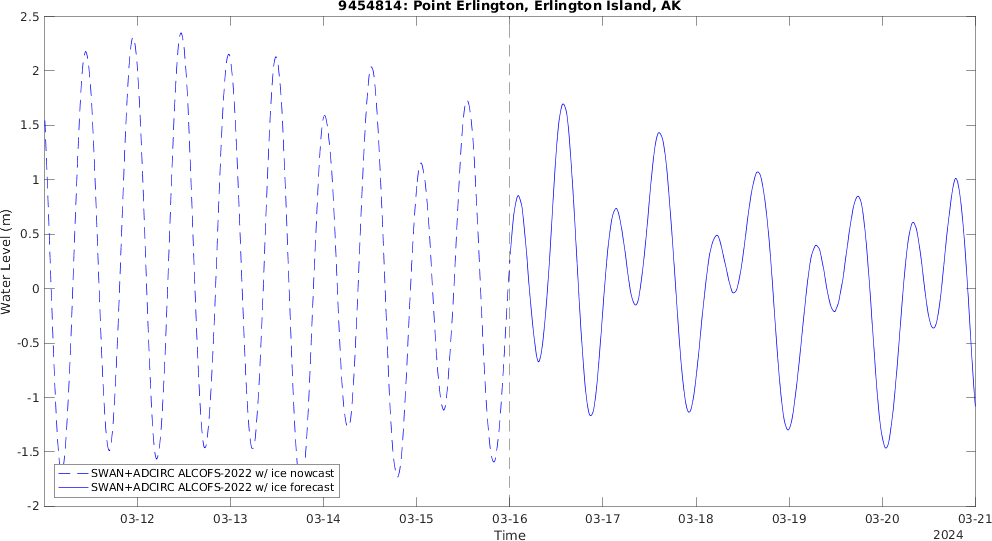 9454814: Point Erlington, Erlington Island, AK
2.5
2
1.5
1
0.5
0
-0.5
-1
-1.5
-2
Water Level (m)
SWAN+ADCIRC ALCOFS-2022 w/ ice nowcast
SWAN+ADCIRC ALCOFS-2022 w/ ice forecast
03-12 03-13 03-14 03-15 03-16 03-17 03-18 03-19 03-20 03-21
Time
2024